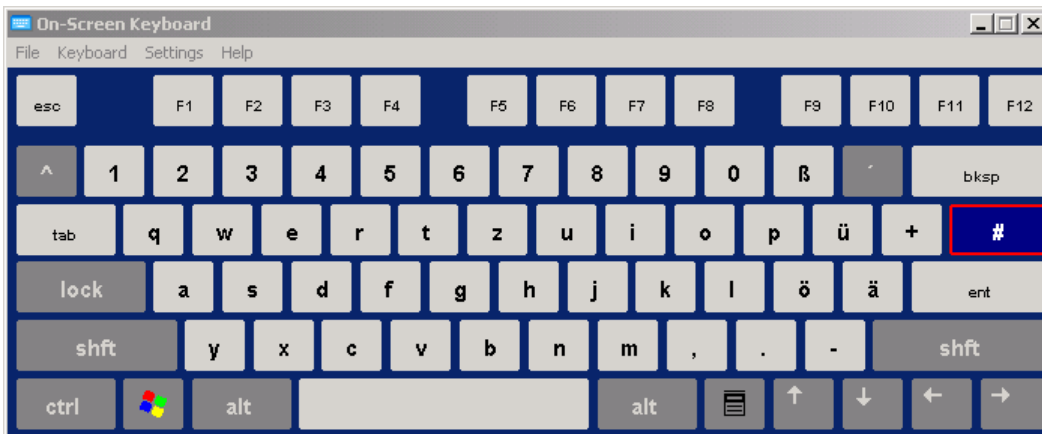 On-Screen Keyboard
File Keyboard Settings Help
esc F1 F2 F3 F4 F5 F6 F7 F8 F9 F10 F11 F12
^ 1 2 3 4 5 6 7 8 9 0 ß ´ bksp
tab q w e r t z u i o p ü + #
lock a s d f g h j k l ö ä ent
shft y x c v b n m , . - shft
ctrl alt alt ↑ ↓ ← →